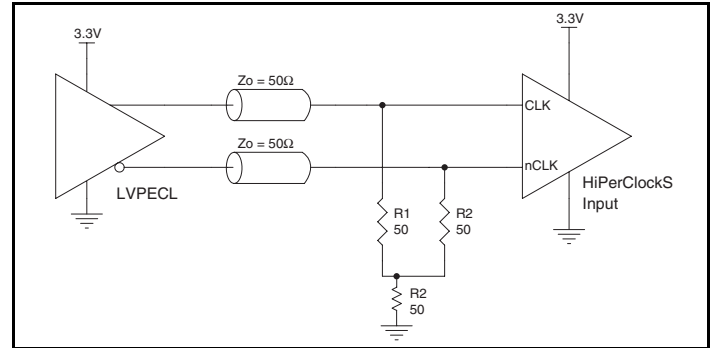 3.3V
3.3V
Zo = 50Ω
CLK
Zo = 50Ω
nCLK
LVPECL
HiPerClockS
Input
R1
50
R2
50
R2
50